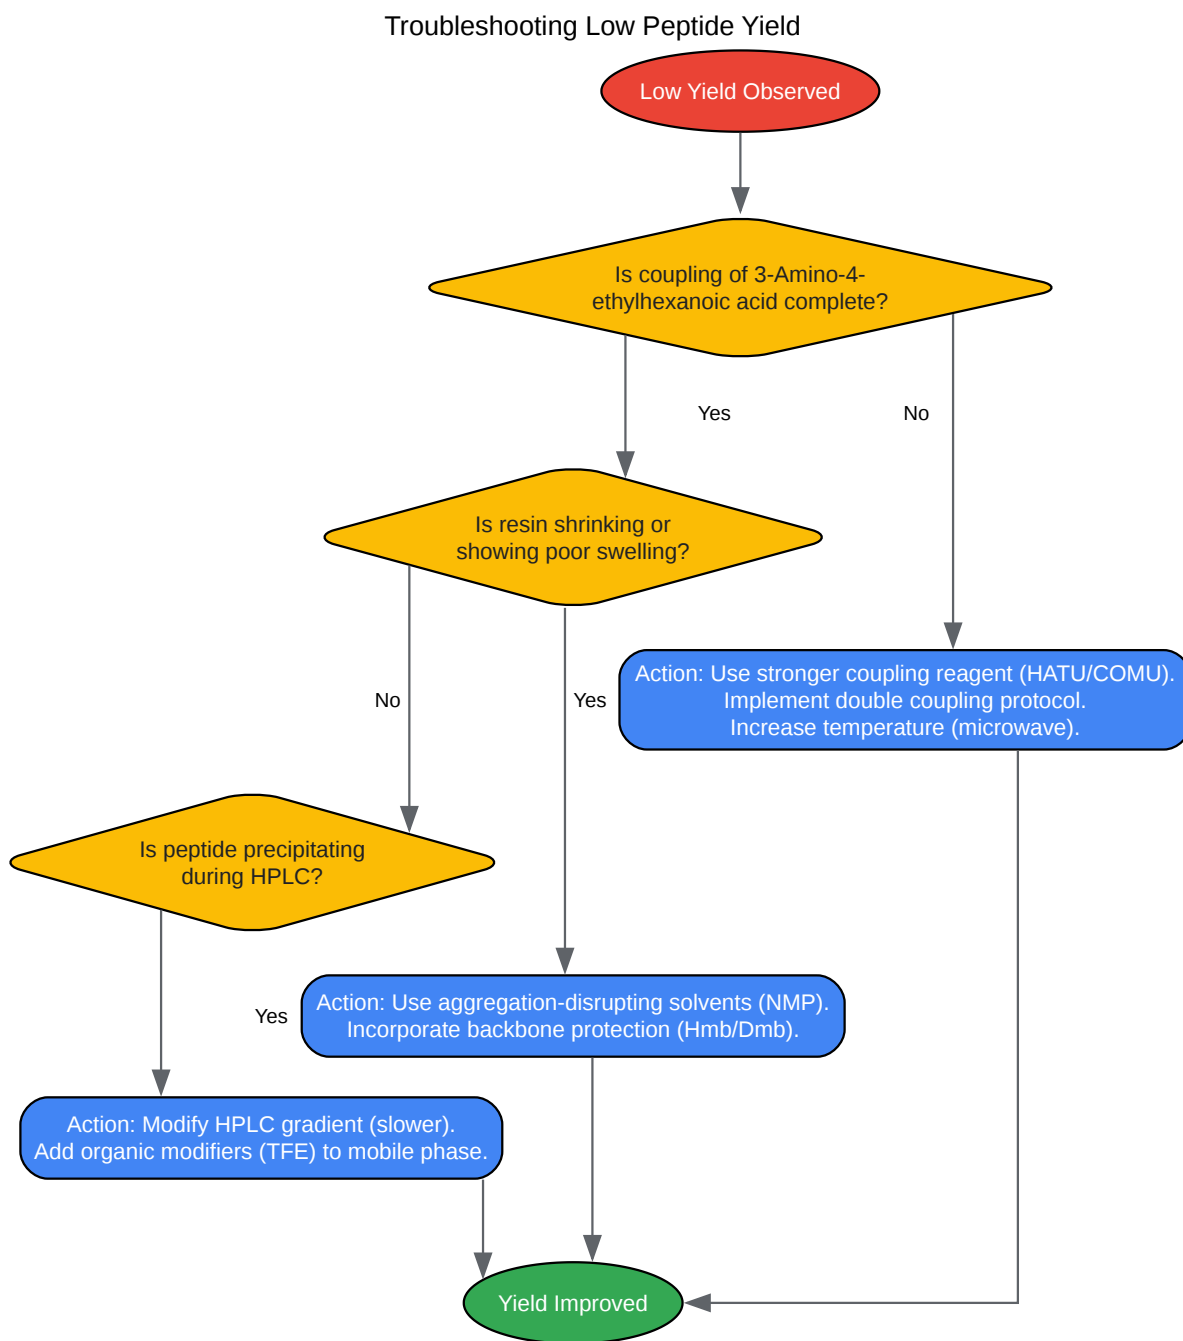 Troubleshooting Low Peptide Yield
Low Yield Observed
Is coupling of 3-Amino-4-
ethylhexanoic acid complete?
Yes
No
Is resin shrinking or
showing poor swelling?
No
Yes
Action: Use stronger coupling reagent (HATU/COMU).
Implement double coupling protocol.
Increase temperature (microwave).
Is peptide precipitating
during HPLC?
Yes
Action: Use aggregation-disrupting solvents (NMP).
Incorporate backbone protection (Hmb/Dmb).
Action: Modify HPLC gradient (slower).
Add organic modifiers (TFE) to mobile phase.
Yield Improved